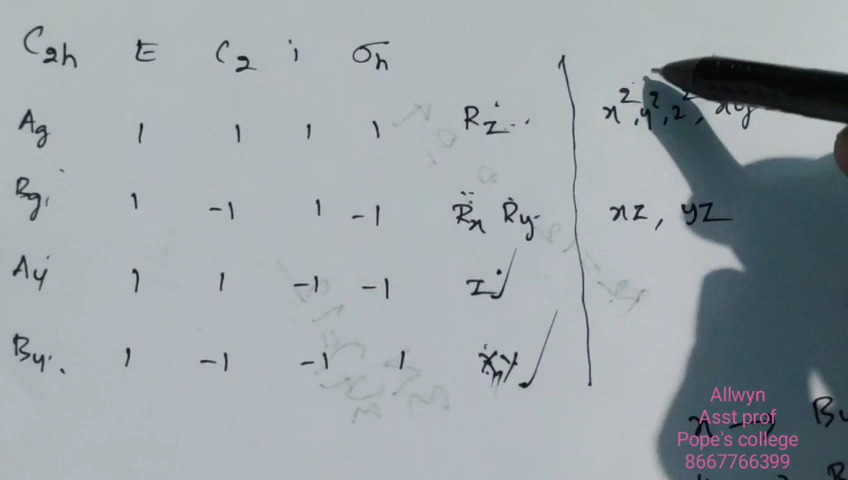 C2h E C2 i σh
Ag 1 1 1 1 Rz x², y², z², xy
Bg 1 -1 1 -1 Rx Ry xz, yz
Au 1 1 -1 -1 z
Bu 1 -1 -1 1 x, y
x → Bu
Allwyn
Asst prof
Pope's college
8667766399